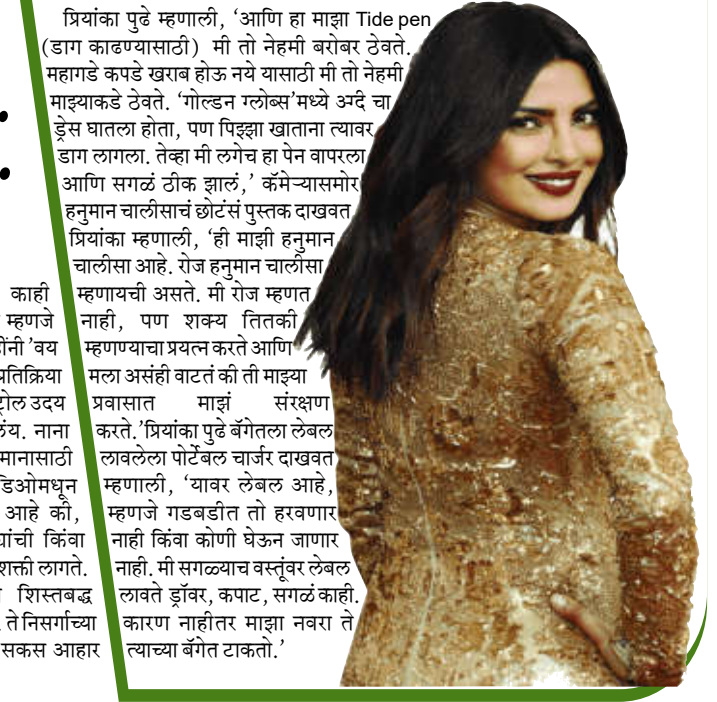 प्रियांका पुढे म्हणाली, ‘आणि हा माझा Tide pen
(डाग काढण्यासाठी) मी तो नेहमी बरोबर ठेवते.
महागडे कपडे खराब होऊ नये यासाठी मी तो नेहमी
माझ्याकडे ठेवते. ‘गोल्डन ग्लोब्स’मध्ये अग्दै चा
ड्रेस घातला होता, पण पिझ्झा खाताना त्यावर
डाग लागला. तेव्हा मी लगेच हा पेन वापरला
आणि सगळं ठीक झालं,’ कॅमेऱ्यासमोर
हनुमान चालीसाचं छोटंसं पुस्तक दाखवत
प्रियांका म्हणाली, ‘ही माझी हनुमान
चालीसा आहे. रोज हनुमान चालीसा
म्हणायची असते. मी रोज म्हणत
नाही, पण शक्य तितकी
म्हणण्याचा प्रयत्न करते आणि
मला असंही वाटतं की ती माझ्या
प्रवासात माझं संरक्षण
करते.’प्रियांका पुढे बॅगेतला लेबल
लावलेला पोर्टेबल चार्जर दाखवत
म्हणाली, ‘यावर लेबल आहे,
म्हणजे गडबडीत तो हरवणार
नाही किंवा कोणी घेऊन जाणार
नाही. मी सगळ्याच वस्तूंवर लेबल
लावते ड्रॉवर, कपाट, सगळं काही.
कारण नाहीतर माझा नवरा ते
त्याच्या बॅगेत टाकतो.’
काही
म्हणजे
’वय
प्रतिक्रिया
उदय
नाना
आहे की,
किंवा
शक्ती लागते.
शिस्तबद्ध
ते निसर्गाच्या
सकस आहार